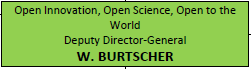 Open Innovation, Open Science, Open to the
World
Deputy Director-General
W. BURTSCHER